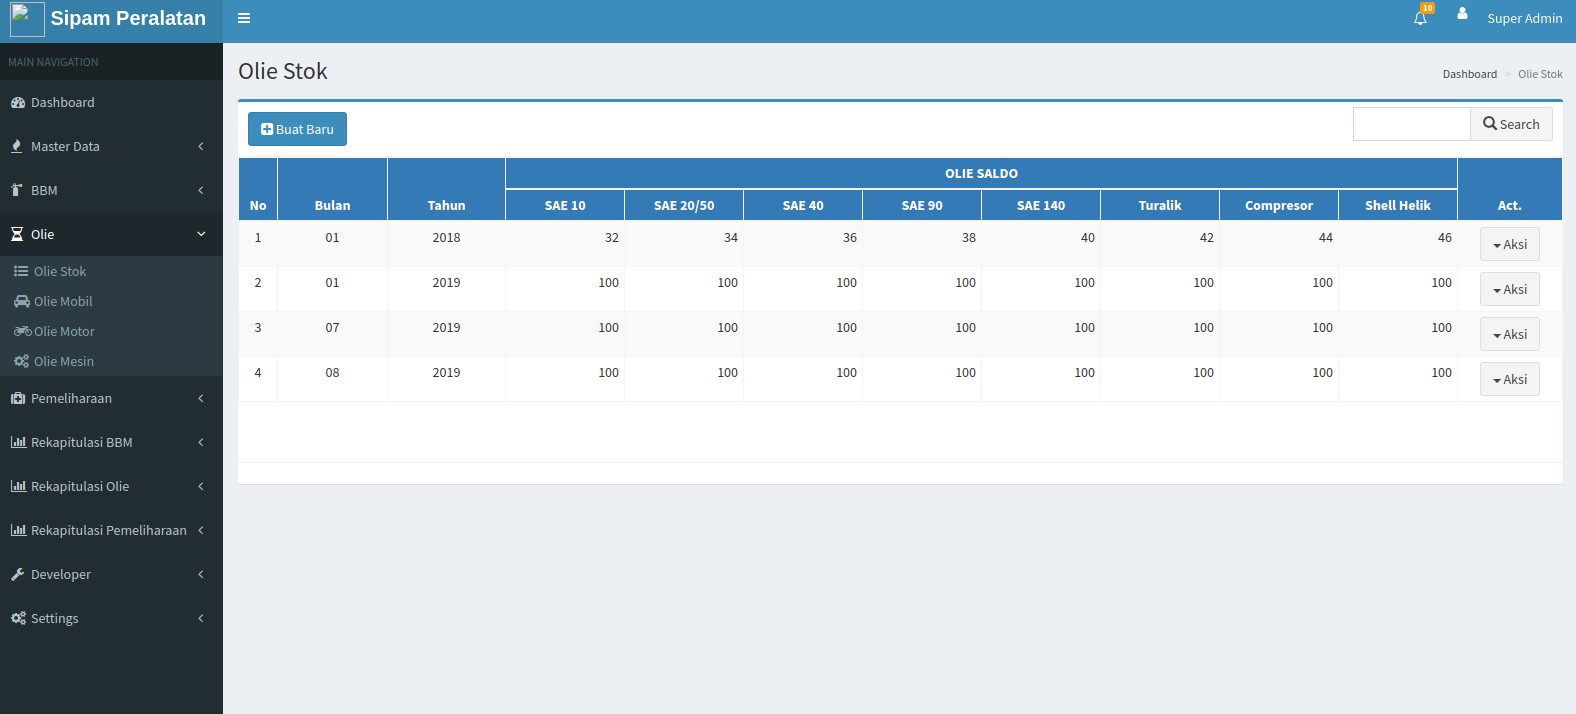 Sipam Peralatan
10
Super Admin
MAIN NAVIGATION
Dashboard
Master Data
BBM
Olie
Olie Stok
Olie Mobil
Olie Motor
Olie Mesin
Pemeliharaan
Rekapitulasi BBM
Rekapitulasi Olie
Rekapitulasi Pemeliharaan
Developer
Settings
Olie Stok
Dashboard > Olie Stok
Buat Baru
Search
OLIE SALDO
No Bulan Tahun SAE 10 SAE 20/50 SAE 40 SAE 90 SAE 140 Turalik Compresor Shell Helik Act.
1 01 2018 32 34 36 38 40 42 44 46 Aksi
2 01 2019 100 100 100 100 100 100 100 100 Aksi
3 07 2019 100 100 100 100 100 100 100 100 Aksi
4 08 2019 100 100 100 100 100 100 100 100 Aksi